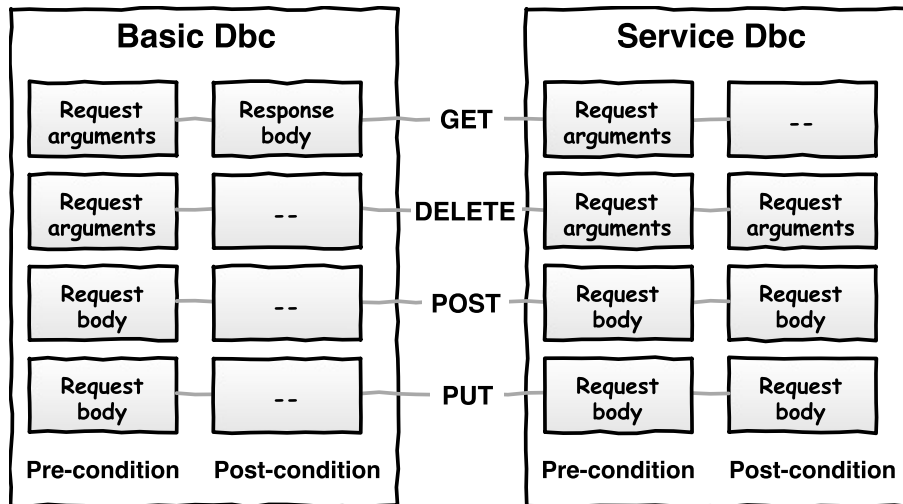 Basic Dbc
Service Dbc
Request
arguments
Response
body
GET
Request
arguments
--
Request
arguments
--
DELETE
Request
arguments
Request
arguments
Request
body
--
POST
Request
body
Request
body
Request
body
--
PUT
Request
body
Request
body
Pre-condition
Post-condition
Pre-condition
Post-condition